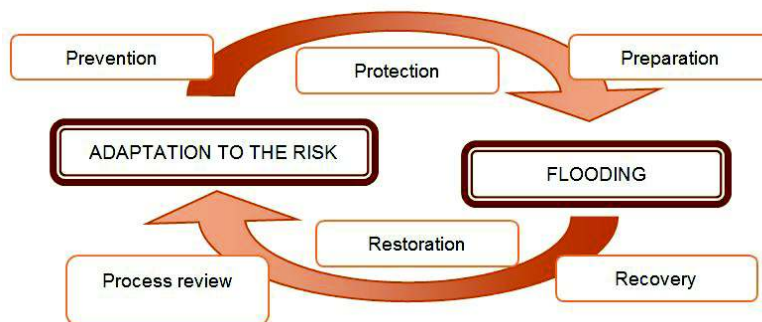 Prevention
Protection
Preparation
ADAPTATION TO THE RISK
FLOODING
Restoration
Process review
Recovery